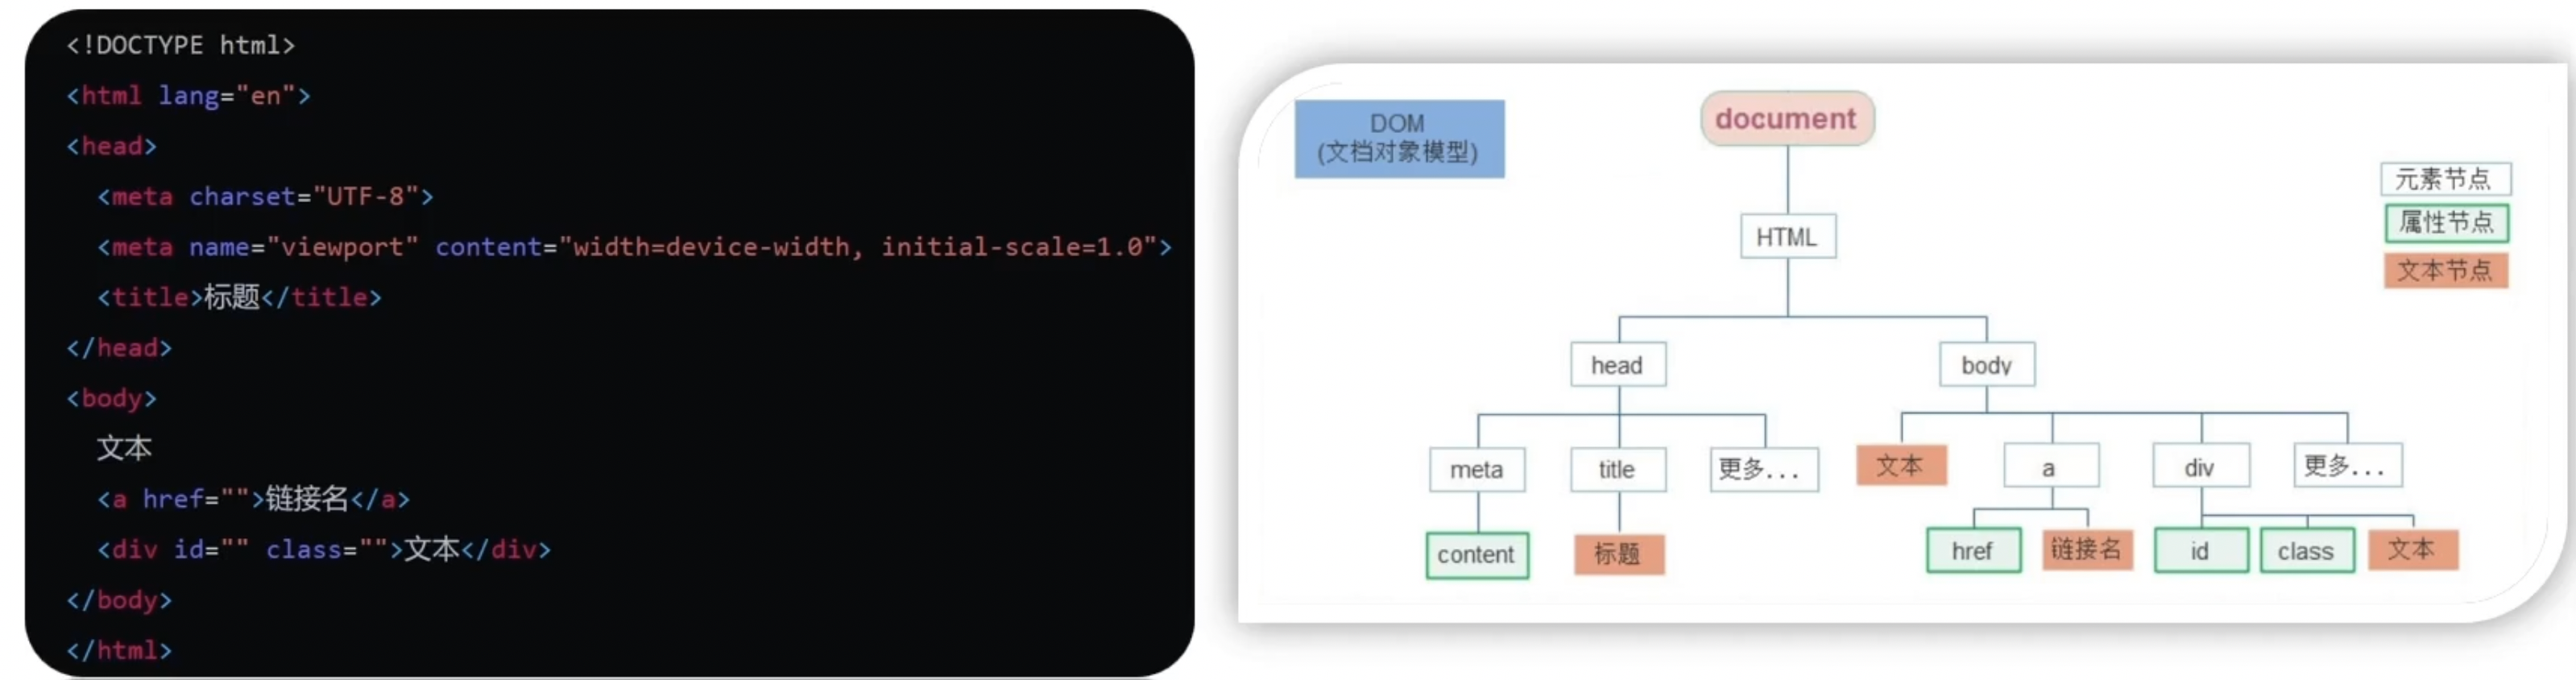 <!DOCTYPE html>
<html lang="en">
<head>
<meta charset="UTF-8">
<meta name="viewport" content="width=device-width, initial-scale=1.0">
<title>标题</title>
</head>
<body>
文本
<a href="">链接名</a>
<div id="" class="">文本</div>
</body>
</html>
DOM
(文档对象模型)
document
元素节点
属性节点
文本节点
HTML
head
body
meta
title
更多...
文本
a
div
更多...
content
标题
href
链接名
id
class
文本